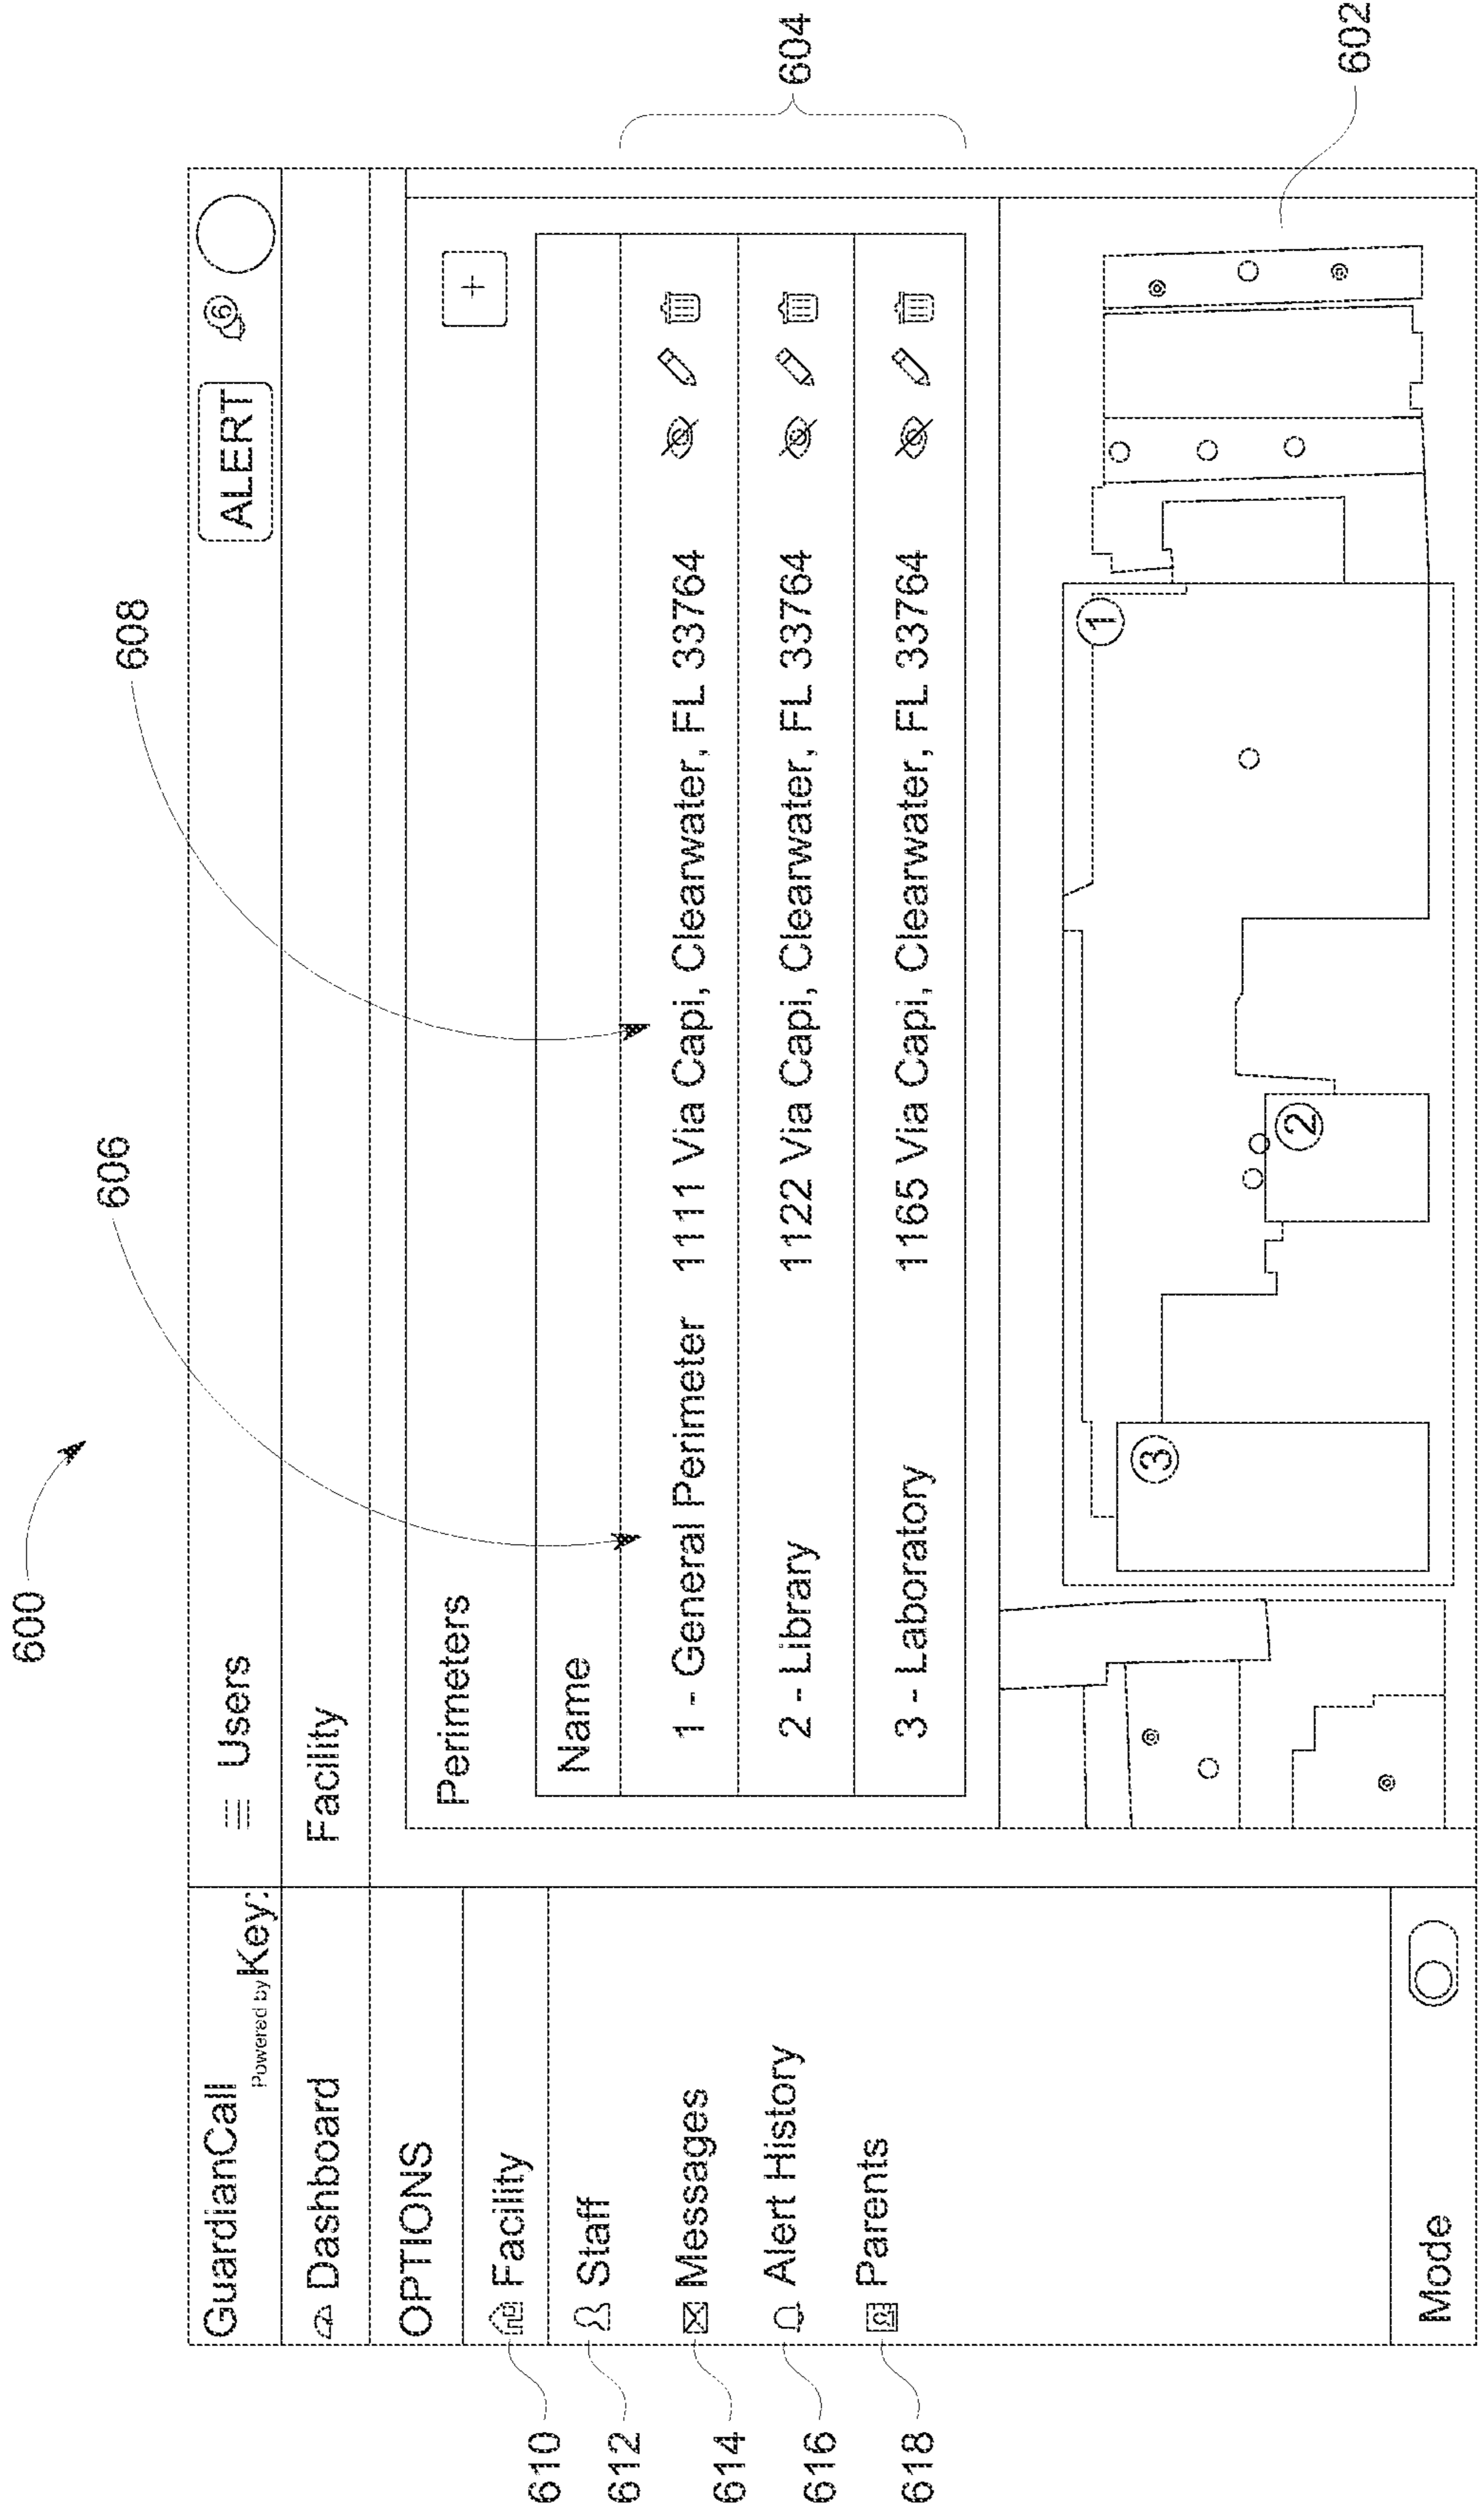 600
606
608
GuardianCall
Powered by Key:
Users
ALERT
6
Dashboard
Facility
OPTIONS
610
Facility
612
Staff
614
Messages
616
Alert History
618
Parents
Mode
Perimeters
+
Name
1 - General Perimeter 1111 Via Capi, Clearwater, FL 33764
2 - Library 1122 Via Capi, Clearwater, FL 33764
3 - Laboratory 1165 Via Capi, Clearwater, FL 33764
604
3
2
1
602